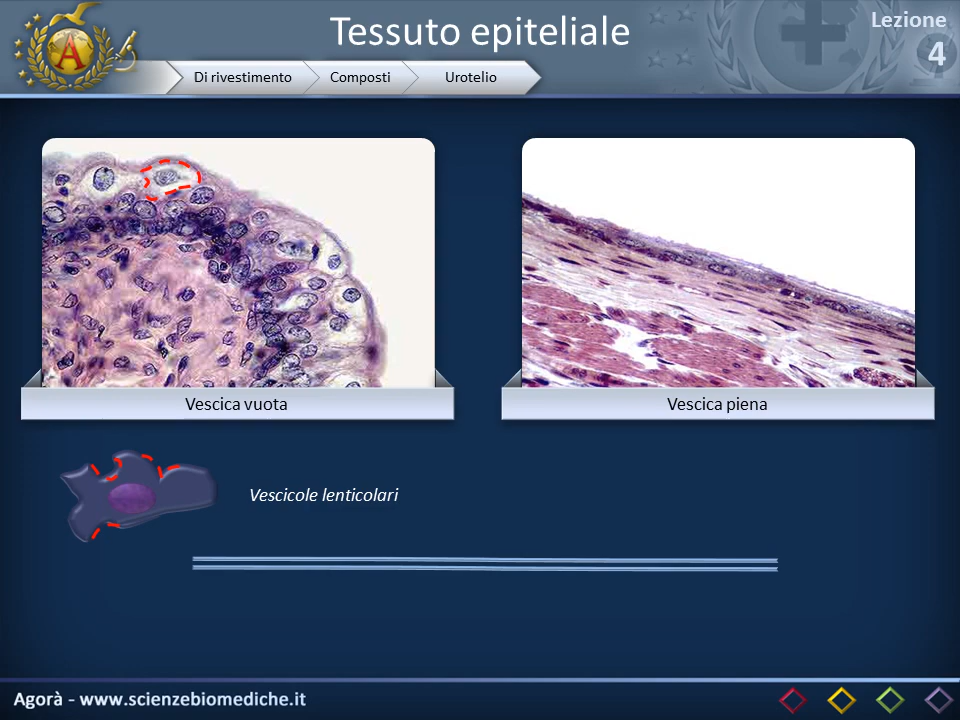 Tessuto epiteliale
Lezione
4
A
Di rivestimento
Composti
Urotelio
Vescica vuota
Vescica piena
Vescicole lenticolari
Agorà - www.scienzebiomediche.it